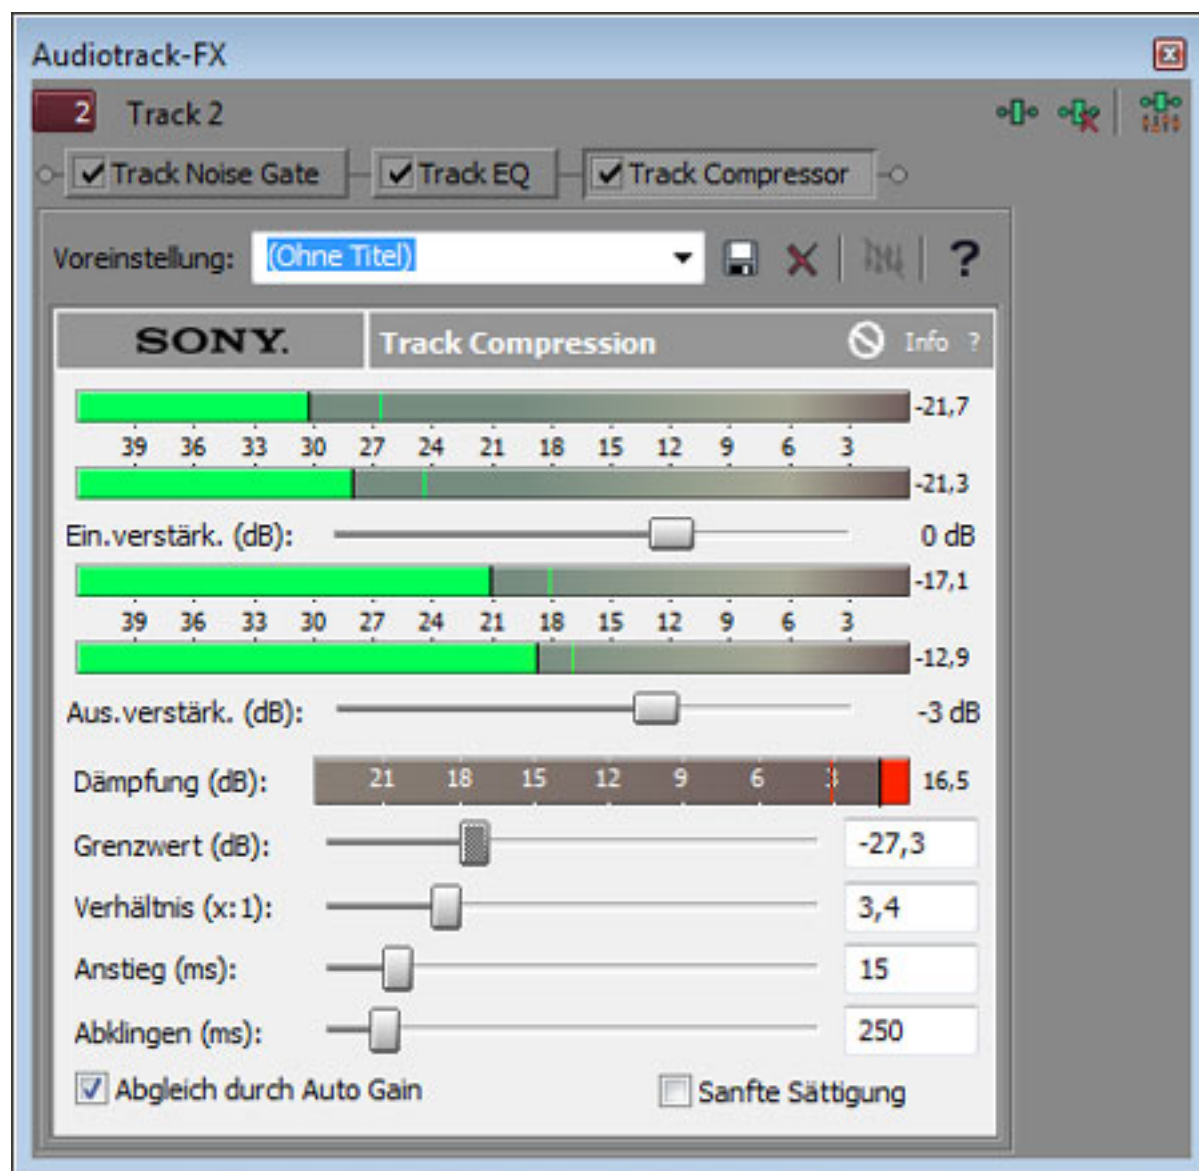 Audiotrack-FX
2 Track 2
Track Noise Gate Track EQ Track Compressor
Voreinstellung: (Ohne Titel) ?
SONY. Track Compression Info ?
-21,7
39 36 33 30 27 24 21 18 15 12 9 6 3
-21,3
Ein.verstärk. (dB): 0 dB
-17,1
39 36 33 30 27 24 21 18 15 12 9 6 3
-12,9
Aus.verstärk. (dB): -3 dB
Dämpfung (dB): 21 18 15 12 9 6 3 16,5
Grenzwert (dB): -27,3
Verhältnis (x:1): 3,4
Anstieg (ms): 15
Abklingen (ms): 250
Abgleich durch Auto Gain Sanfte Sättigung